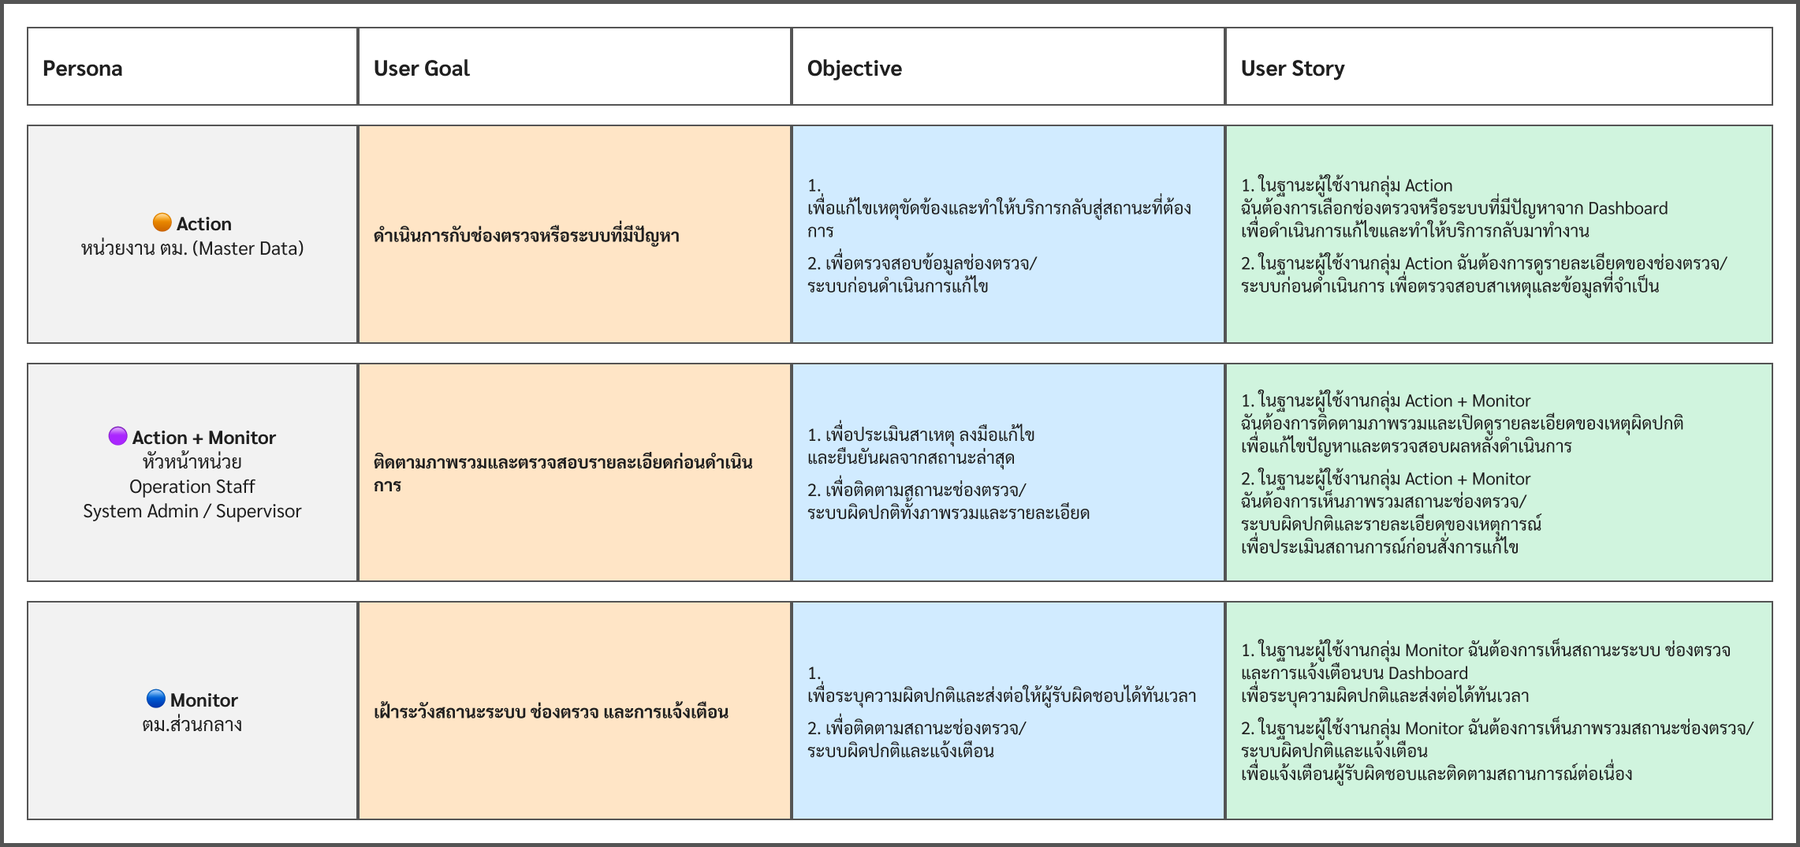 Persona
User Goal
Objective
User Story
Action
หน่วยงาน ตม. (Master Data)
ดำเนินการกับช่องตรวจหรือระบบที่มีปัญหา
1.
เพื่อแก้ไขเหตุขัดข้องและทำให้บริการกลับสู่สถานะที่ต้อง
การ
2. เพื่อตรวจสอบข้อมูลช่องตรวจ/
ระบบก่อนดำเนินการแก้ไข
1. ในฐานะผู้ใช้งานกลุ่ม Action
ฉันต้องการเลือกช่องตรวจหรือระบบที่มีปัญหาจาก Dashboard
เพื่อดำเนินการแก้ไขและทำให้บริการกลับมาทำงาน
2. ในฐานะผู้ใช้งานกลุ่ม Action ฉันต้องการดูรายละเอียดของช่องตรวจ/
ระบบก่อนดำเนินการ เพื่อตรวจสอบสาเหตุและข้อมูลที่จำเป็น
Action + Monitor
หัวหน้าหน่วย
Operation Staff
System Admin / Supervisor
ติดตามภาพรวมและตรวจสอบรายละเอียดก่อนดำเนิน
การ
1. เพื่อประเมินสาเหตุ ลงมือแก้ไข
และยืนยันผลจากสถานะล่าสุด
2. เพื่อติดตามสถานะช่องตรวจ/
ระบบผิดปกติทั้งภาพรวมและรายละเอียด
1. ในฐานะผู้ใช้งานกลุ่ม Action + Monitor
ฉันต้องการติดตามภาพรวมและเปิดดูรายละเอียดของเหตุผิดปกติ
เพื่อแก้ไขปัญหาและตรวจสอบผลหลังดำเนินการ
2. ในฐานะผู้ใช้งานกลุ่ม Action + Monitor
ฉันต้องการเห็นภาพรวมสถานะช่องตรวจ/
ระบบผิดปกติและรายละเอียดของเหตุการณ์
เพื่อประเมินสถานการณ์ก่อนสั่งการแก้ไข
Monitor
ตม.ส่วนกลาง
เฝ้าระวังสถานะระบบ ช่องตรวจ และการแจ้งเตือน
1.
เพื่อระบุความผิดปกติและส่งต่อให้ผู้รับผิดชอบได้ทันเวลา
2. เพื่อติดตามสถานะช่องตรวจ/
ระบบผิดปกติและแจ้งเตือน
1. ในฐานะผู้ใช้งานกลุ่ม Monitor ฉันต้องการเห็นสถานะระบบ ช่องตรวจ
และการแจ้งเตือนบน Dashboard
เพื่อระบุความผิดปกติและส่งต่อได้ทันเวลา
2. ในฐานะผู้ใช้งานกลุ่ม Monitor ฉันต้องการเห็นภาพรวมสถานะช่องตรวจ/
ระบบผิดปกติและแจ้งเตือน
เพื่อแจ้งเตือนผู้รับผิดชอบและติดตามสถานการณ์ต่อเนื่อง